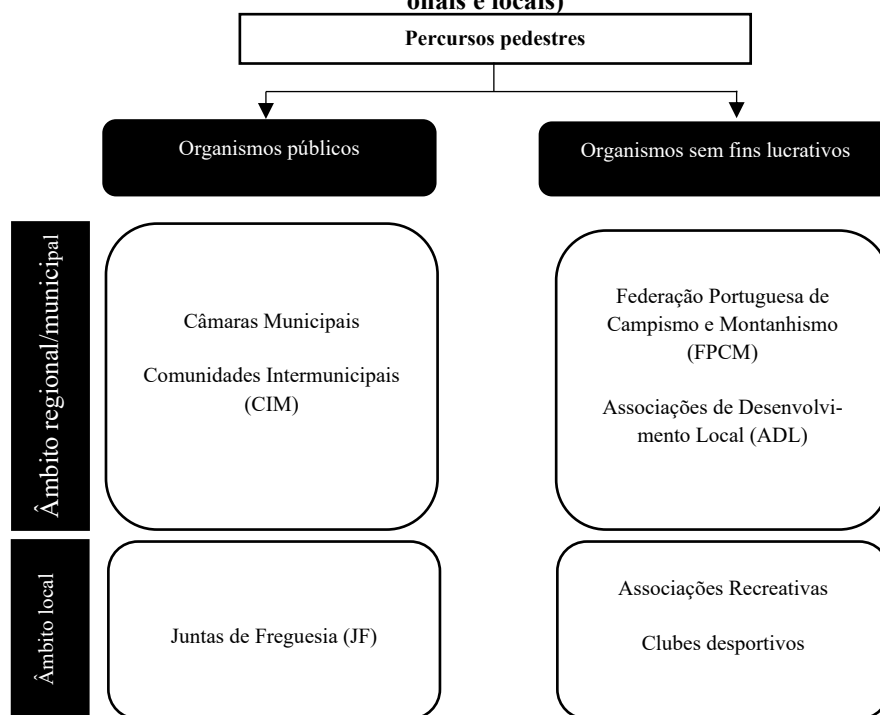 onais e locais)
Percursos pedestres
Organismos públicos
Organismos sem fins lucrativos
Âmbito regional/municipal
Câmaras Municipais
Comunidades Intermunicipais
(CIM)
Federação Portuguesa de
Campismo e Montanhismo
(FPCM)
Associações de Desenvolvi-
mento Local (ADL)
Âmbito local
Juntas de Freguesia (JF)
Associações Recreativas
Clubes desportivos